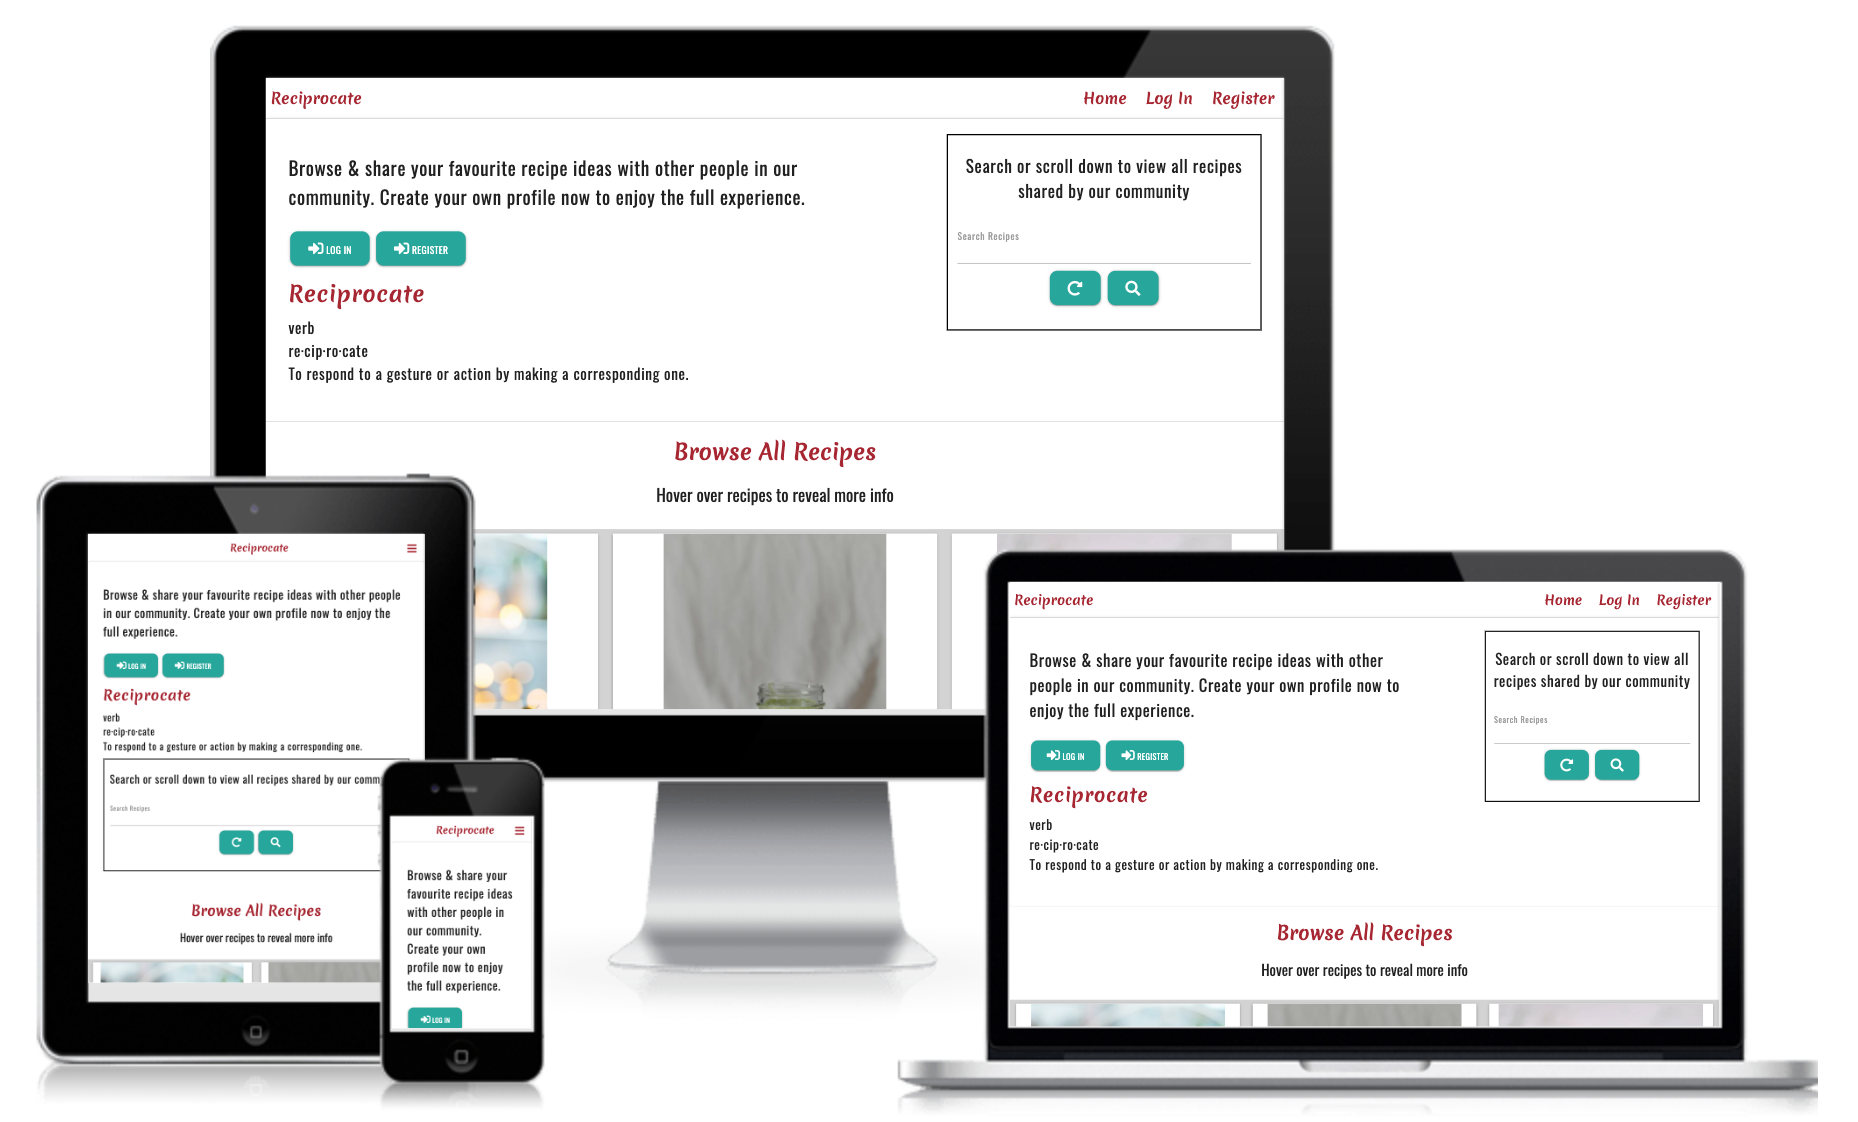 Reciprocate
Home Log In Register
Browse & share your favourite recipe ideas with other people in our
community. Create your own profile now to enjoy the full experience.
LOG IN REGISTER
Reciprocate
verb
re·cip·ro·cate
To respond to a gesture or action by making a corresponding one.
Search or scroll down to view all recipes
shared by our community
Search Recipes
Browse All Recipes
Hover over recipes to reveal more info
Reciprocate
Browse & share your favourite recipe ideas with other people
in our community. Create your own profile now to enjoy the
full experience.
LOG IN REGISTER
Reciprocate
verb
re·cip·ro·cate
To respond to a gesture or action by making a corresponding one.
Search or scroll down to view all recipes shared by our comm
Search Recipes
Browse All Recipes
Hover over recipes to reveal more info
Reciprocate
Browse & share your
favourite recipe ideas
with other people in
our community.
Create your own
profile now to enjoy
the full experience.
LOG IN
Reciprocate
Home Log In Register
Browse & share your favourite recipe ideas with other
people in our community. Create your own profile now to
enjoy the full experience.
LOG IN REGISTER
Reciprocate
verb
re·cip·ro·cate
To respond to a gesture or action by making a corresponding one.
Search or scroll down to view all
recipes shared by our community
Search Recipes
Browse All Recipes
Hover over recipes to reveal more info